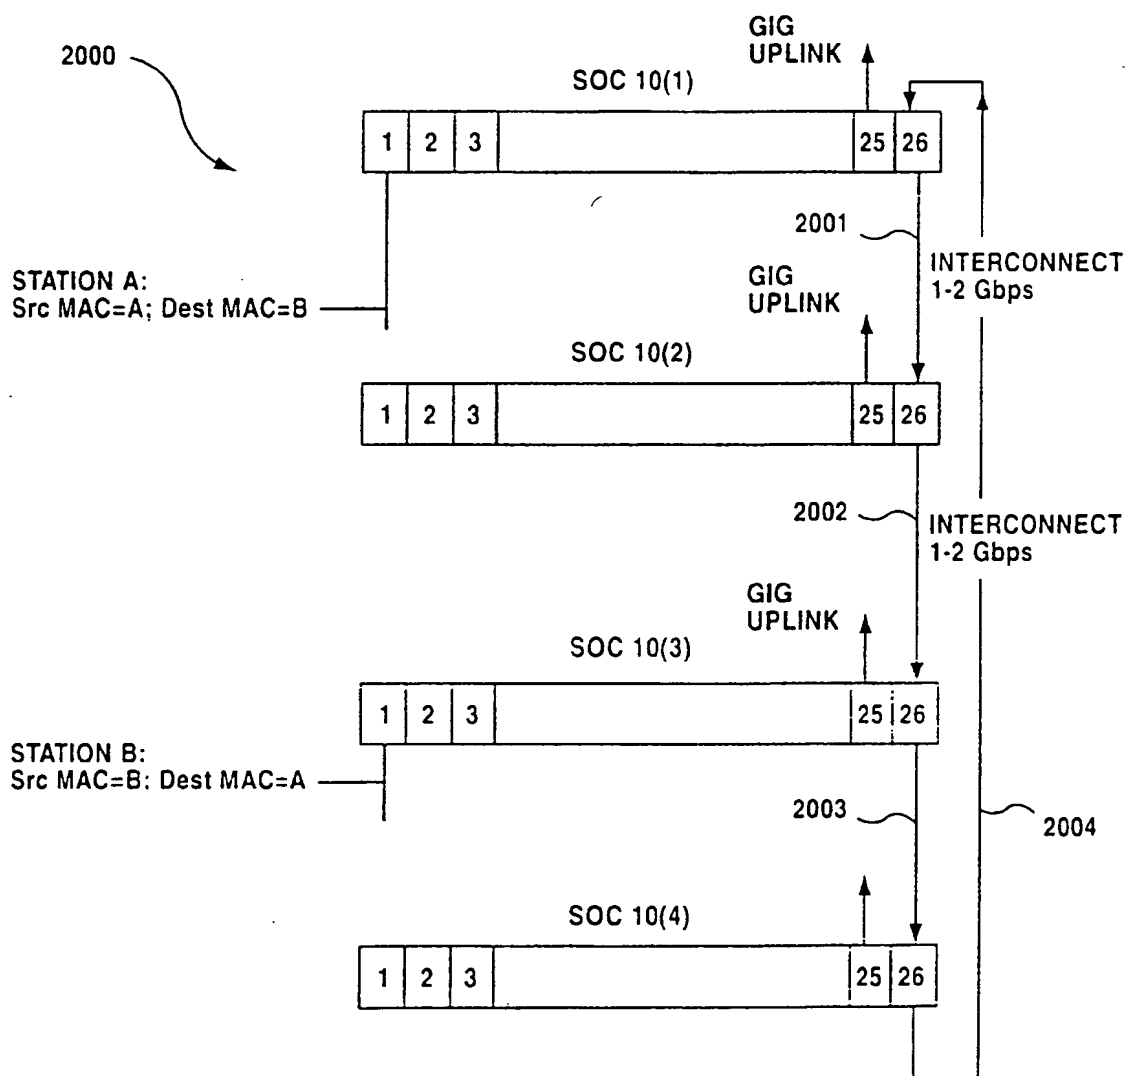 2000
GIG
UPLINK
SOC 10(1)
1 2 3 25 26
2001
INTERCONNECT
1-2 Gbps
STATION A:
Src MAC=A; Dest MAC=B
GIG
UPLINK
SOC 10(2)
1 2 3 25 26
2002
INTERCONNECT
1-2 Gbps
GIG
UPLINK
SOC 10(3)
1 2 3 25 26
STATION B:
Src MAC=B: Dest MAC=A
2003
2004
SOC 10(4)
1 2 3 25 26